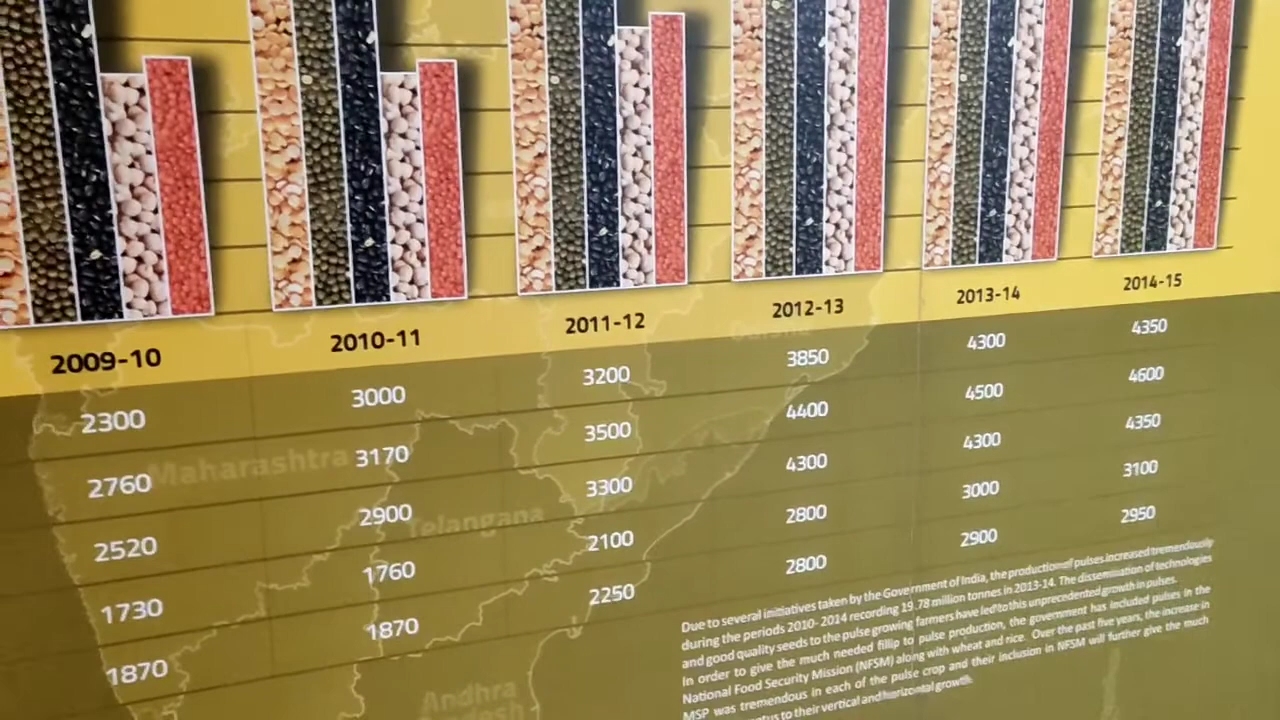 2009-10 2010-11 2011-12 2012-13 2013-14 2014-15
2300 3000 3200 3850 4300 4350
2760 3170 3500 4400 4500 4600
2520 2900 3300 4300 4300 4350
1730 1760 2100 2800 3000 3100
1870 1870 2250 2800 2900 2950
Maharashtra
Telangana
Andhra
Due to several initiatives taken by the Government of India, the production of pulses increased tremendously
during the periods 2010- 2014 recording 19.78 million tonnes in 2013-14. The dissemination of technologies
and good quality seeds to the pulse growing farmers have led to this unprecedented growth in pulses.
In order to give the much needed fillip to pulse production, the government has included pulses in the
National Food Security Mission (NFSM) along with wheat and rice. Over the past five years, the increase in
MSP was tremendous in each of the pulse crop and their inclusion in NFSM will further give the much
to their vertical and horizontal growth.